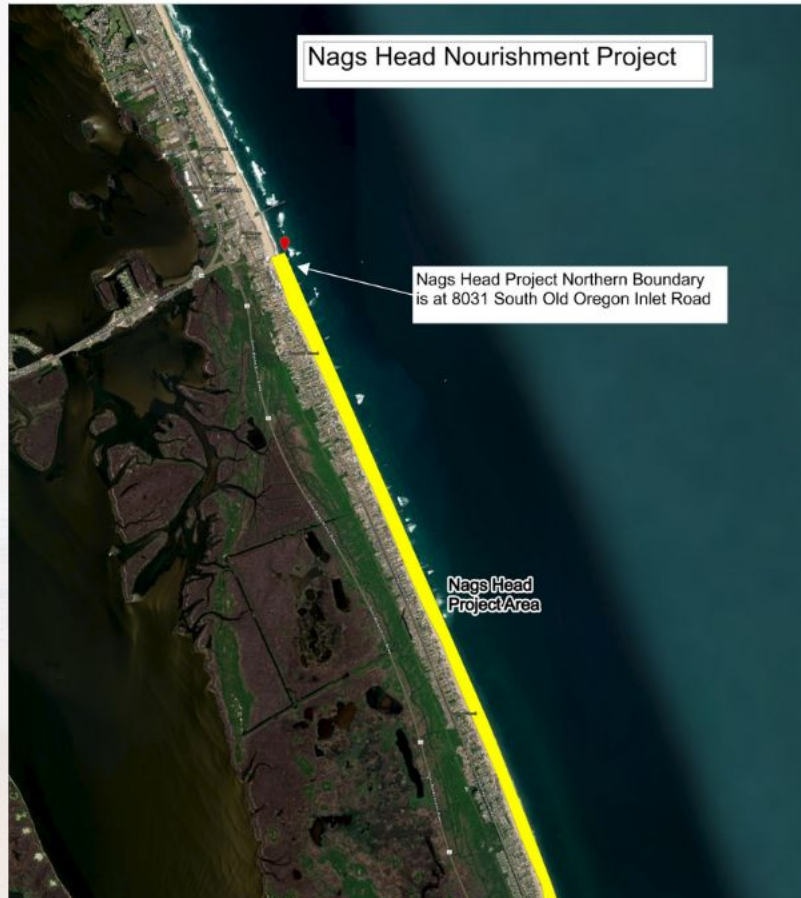 Nags Head Nourishment Project
Nags Head Project Northern Boundary
is at 8031 South Old Oregon Inlet Road
Nags Head
Project Area